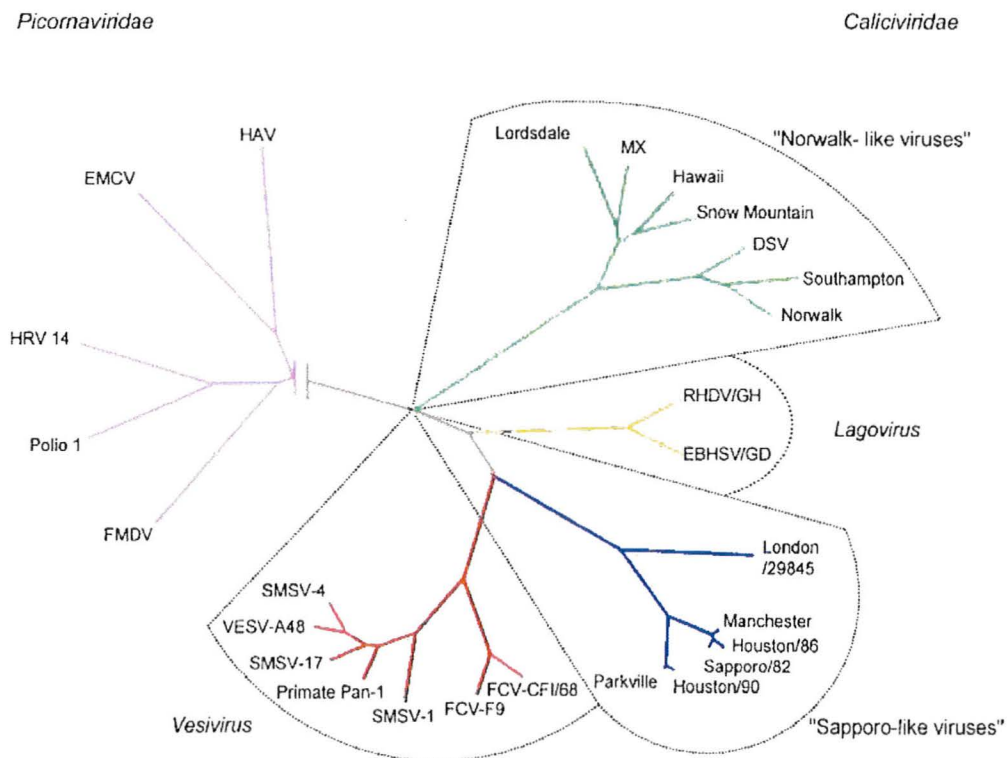 Picornaviridae
Caliciviridae
HAV
EMCV
HRV 14
Polio 1
FMDV
Lordsdale
MX
Hawaii
Snow Mountain
DSV
Southampton
Norwalk
"Norwalk- like viruses"
RHDV/GH
EBHSV/GD
Lagovirus
London
/29845
Manchester
Houston/86
Sapporo/82
Houston/90
Parkville
"Sapporo-like viruses"
SMSV-4
VESV-A48
SMSV-17
Primate Pan-1
SMSV-1
FCV-F9
FCV-CFI/68
Vesivirus